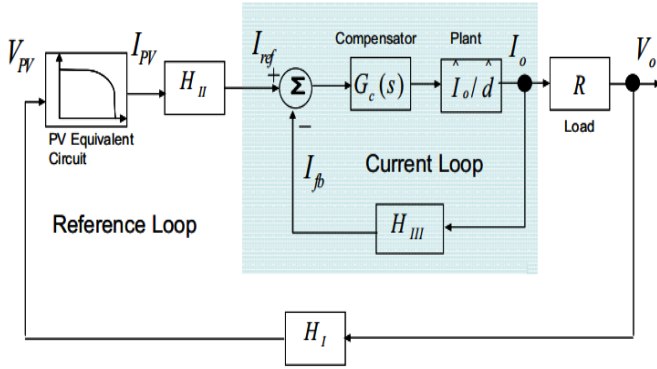 V_PV
I_PV
I_ref
Compensator
Plant
I_o
V_o
H_II
+
Σ
G_c(s)
Î_o/d̂
R
−
Load
PV Equivalent
Circuit
I_fb
Current Loop
Reference Loop
H_III
H_I